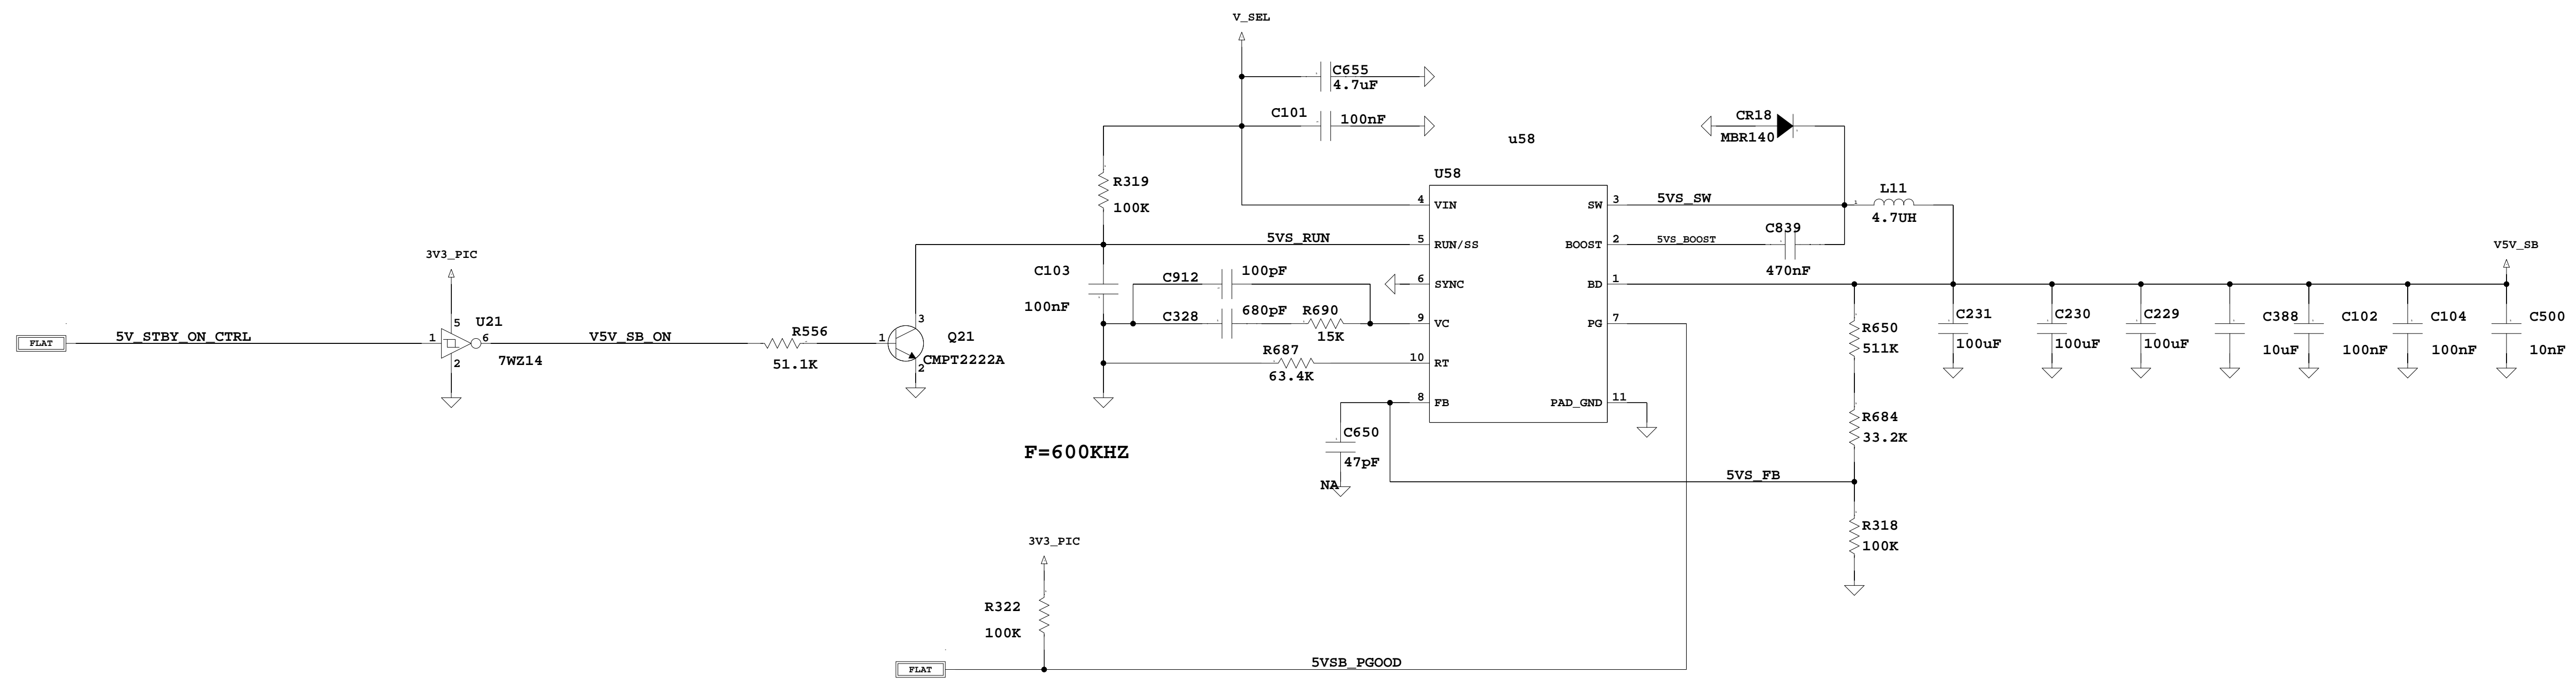 V_SEL
C655
4.7uF
C101
100nF
CR18
MBR140
u58
U58
R319
100K
4
VIN
SW
3
5VS_SW
L11
4.7UH
5VS_RUN
5
RUN/SS
BOOST
2
5VS_BOOST
C839
470nF
V5V_SB
3V3_PIC
C103
100nF
C912
100pF
6
SYNC
BD
1
C328
680pF
R690
15K
9
VC
PG
7
R687
63.4K
10
RT
8
FB
PAD_GND
11
R650
511K
C231
100uF
C230
100uF
C229
100uF
C388
10uF
C102
100nF
C104
100nF
C500
10nF
FLAT
5V_STBY_ON_CTRL
1
5
U21
6
2
7WZ14
V5V_SB_ON
R556
51.1K
1
3
Q21
CMPT2222A
2
R684
33.2K
F=600KHZ
C650
47pF
NA
5VS_FB
R318
100K
3V3_PIC
R322
100K
FLAT
5VSB_PGOOD